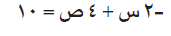 −٢ س + ٤ ص = ١٠